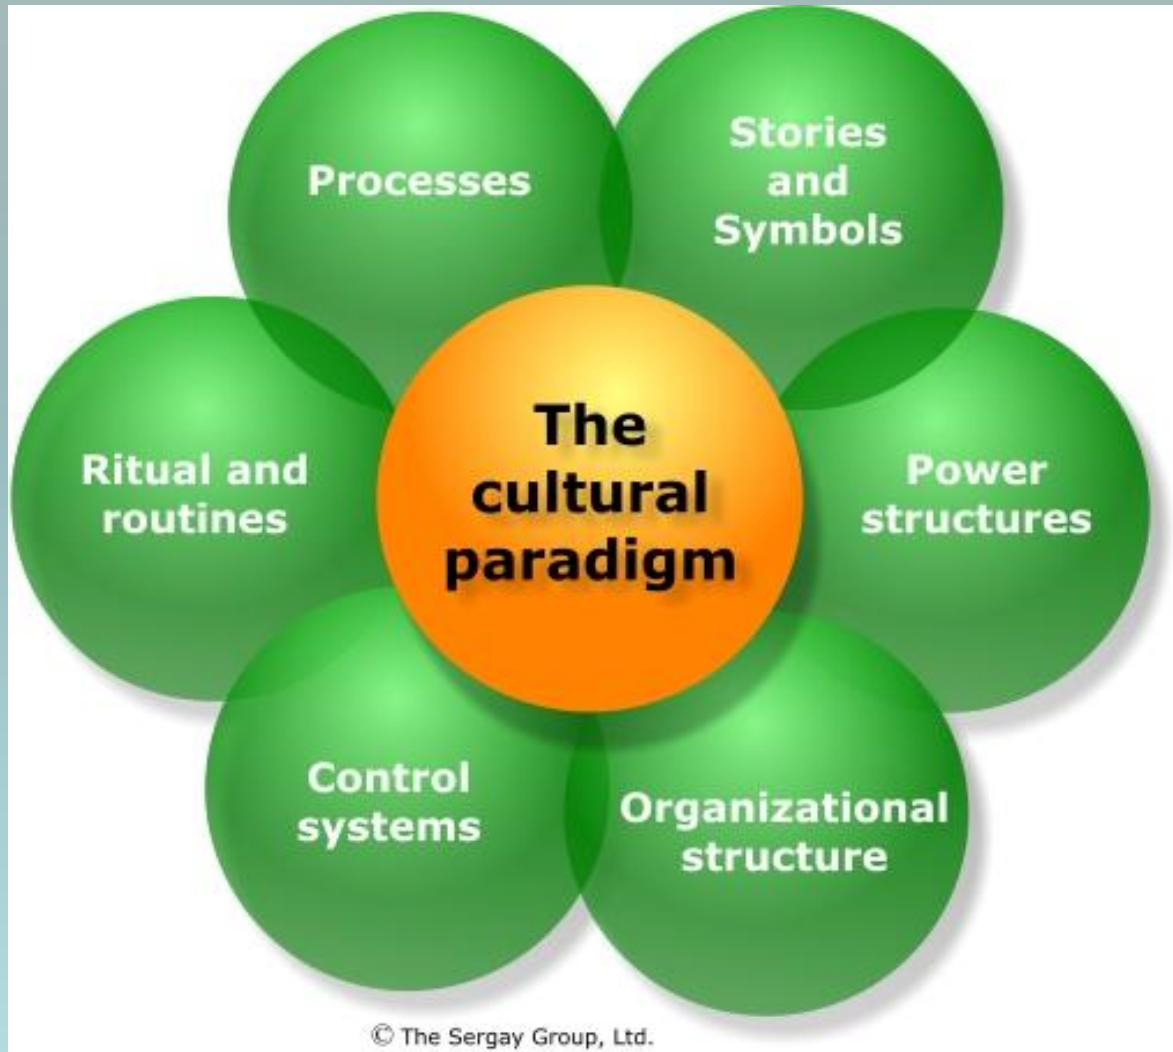 Processes
Stories
and
Symbols
Ritual and
routines
The
cultural
paradigm
Power
structures
Control
systems
Organizational
structure
© The Sergay Group, Ltd.